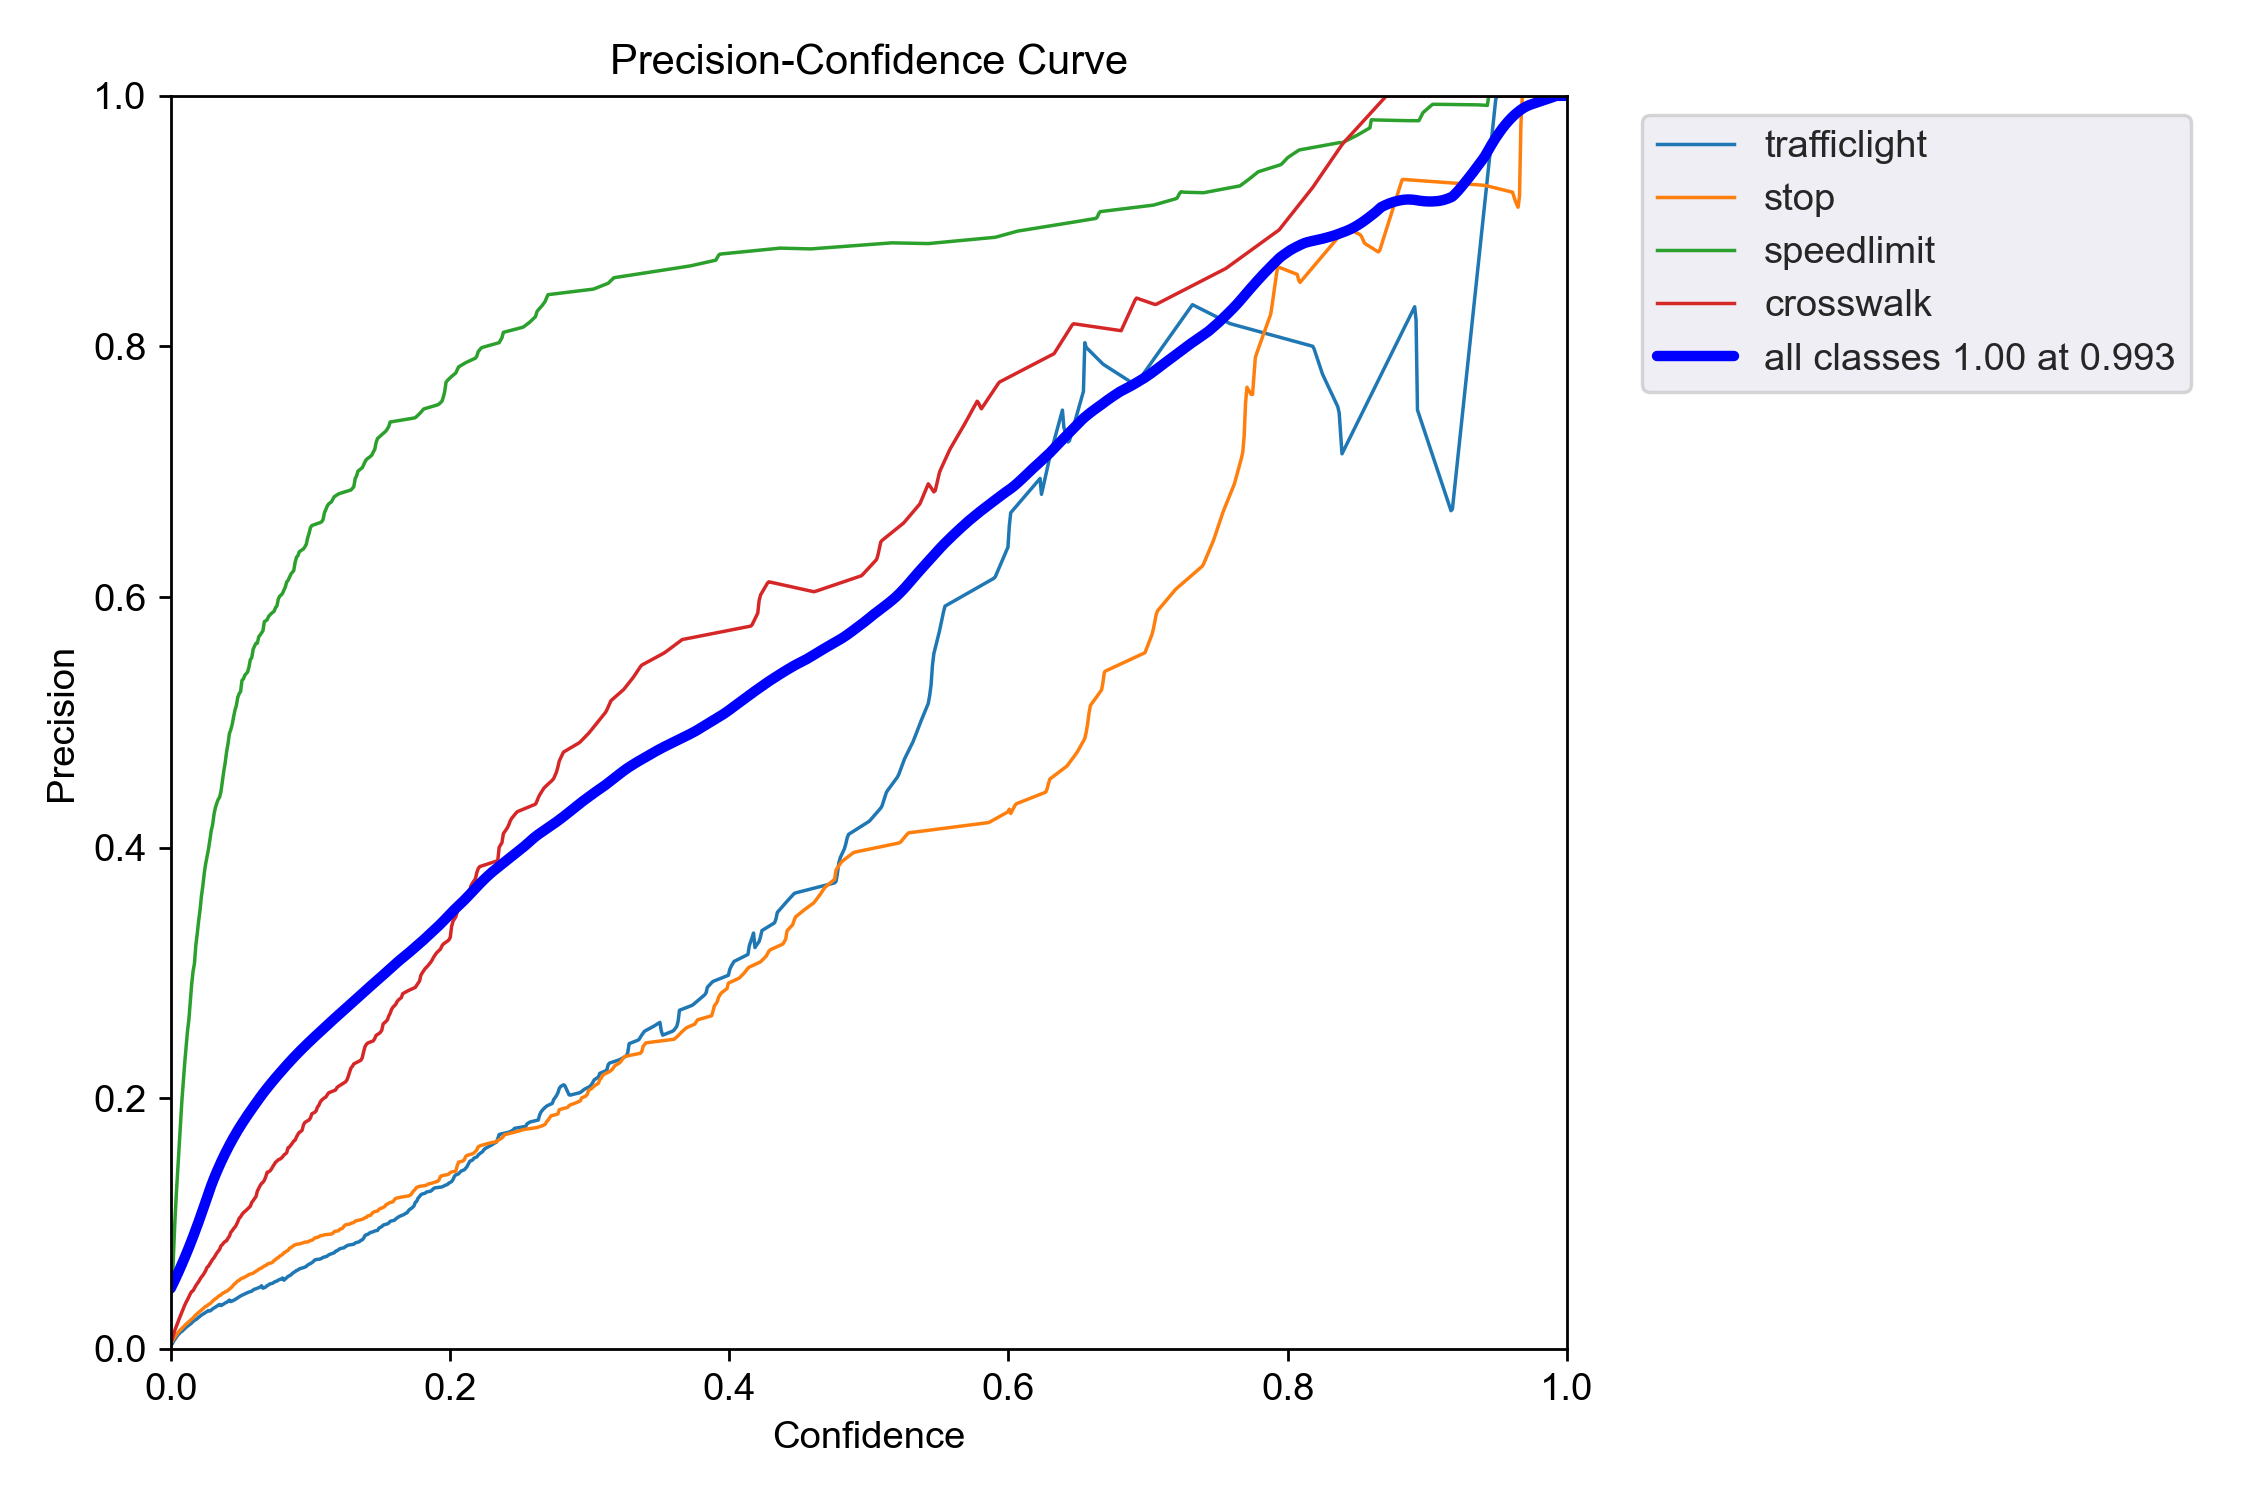 Precision-Confidence Curve
1.0
0.8
0.6
0.4
0.2
0.0
Precision
0.0 0.2 0.4 0.6 0.8 1.0
Confidence
trafficlight
stop
speedlimit
crosswalk
all classes 1.00 at 0.993